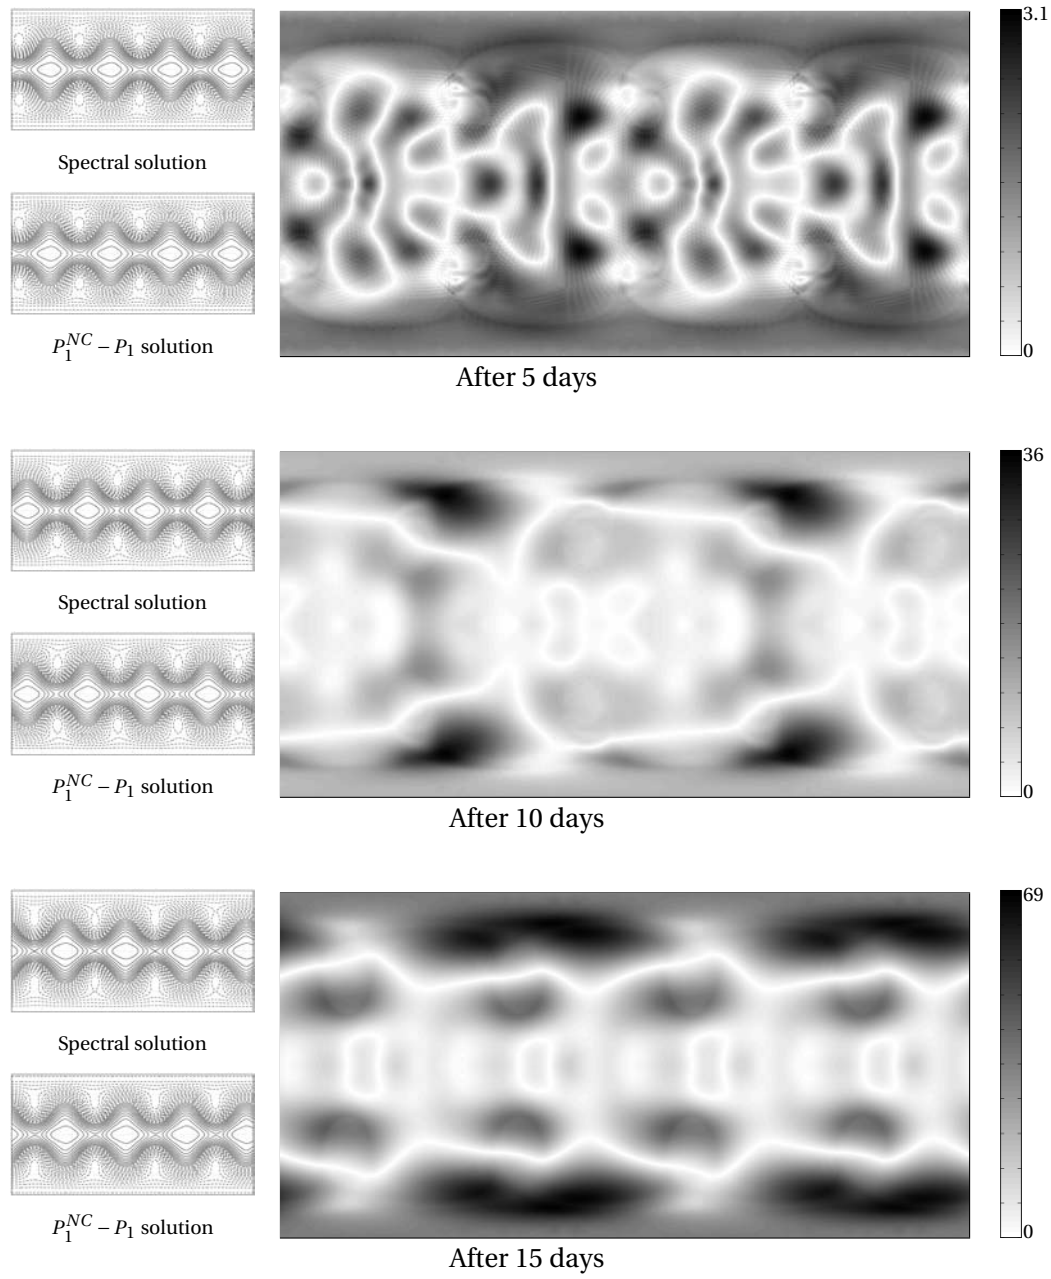 3.1
Spectral solution
P_1^{NC} – P_1 solution
0
After 5 days
36
Spectral solution
P_1^{NC} – P_1 solution
0
After 10 days
69
Spectral solution
P_1^{NC} – P_1 solution
0
After 15 days